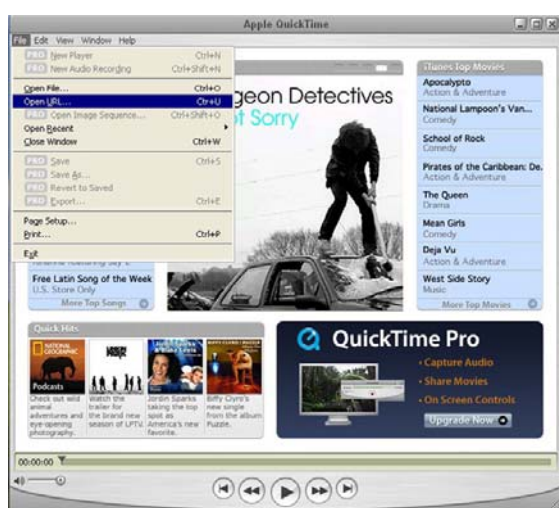 Apple QuickTime
File Edit View Window Help
PRO New Player Ctrl+N
PRO New Audio Recording Ctrl+Shift+N
Open File... Ctrl+O
Open URL... Ctrl+U
PRO Open Image Sequence... Ctrl+Shift+O
Open Recent
Close Window Ctrl+W
PRO Save Ctrl+S
PRO Save As...
PRO Revert to Saved
PRO Export... Ctrl+E
Page Setup...
Print... Ctrl+P
Exit
geon Detectives
t Sorry
Free Latin Song of the Week
U.S. Store Only
More Top Songs
iTunes Top Movies
Apocalypto
Action & Adventure
National Lampoon's Van...
Comedy
School of Rock
Comedy
Pirates of the Caribbean: De.
Action & Adventure
The Queen
Drama
Mean Girls
Comedy
Deja Vu
Action & Adventure
West Side Story
Music
More Top Movies
Quick Hits
NATIONAL GEOGRAPHIC
Podcasts
Check out wild
animal
adventures and
eye-opening
photography.
Watch the
trailer for
the brand new
season of LPTV.
Jordin Sparks
taking the top
spot as
America's new
favorite.
Biffy Clyro's
new single
from the album
Puzzle.
QuickTime Pro
• Capture Audio
• Share Movies
• On Screen Controls
Upgrade Now
00:00:00